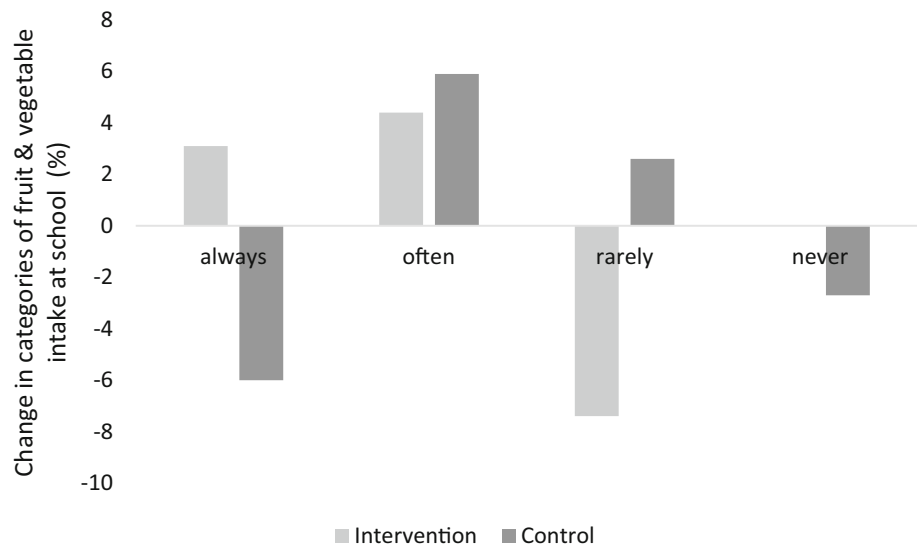 Change in categories of fruit & vegetable
intake at school (%)
8
6
4
2
0
-2
-4
-6
-8
-10
always
often
rarely
never
Intervention
Control